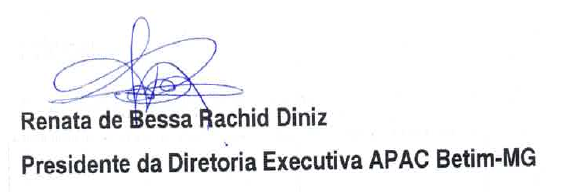 Renata de Bessa Rachid Diniz
Presidente da Diretoria Executiva APAC Betim-MG